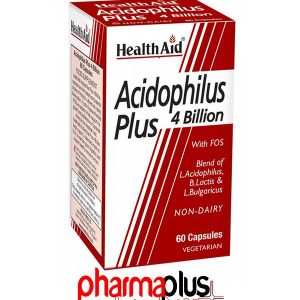 HealthAid
Acidophilus
Plus 4 Billion
With FOS
Blend of
L.Acidophilus,
B.Lactis &
L.Bulgaricus
NON-DAIRY
60 Capsules
VEGETARIAN
pharmaplus